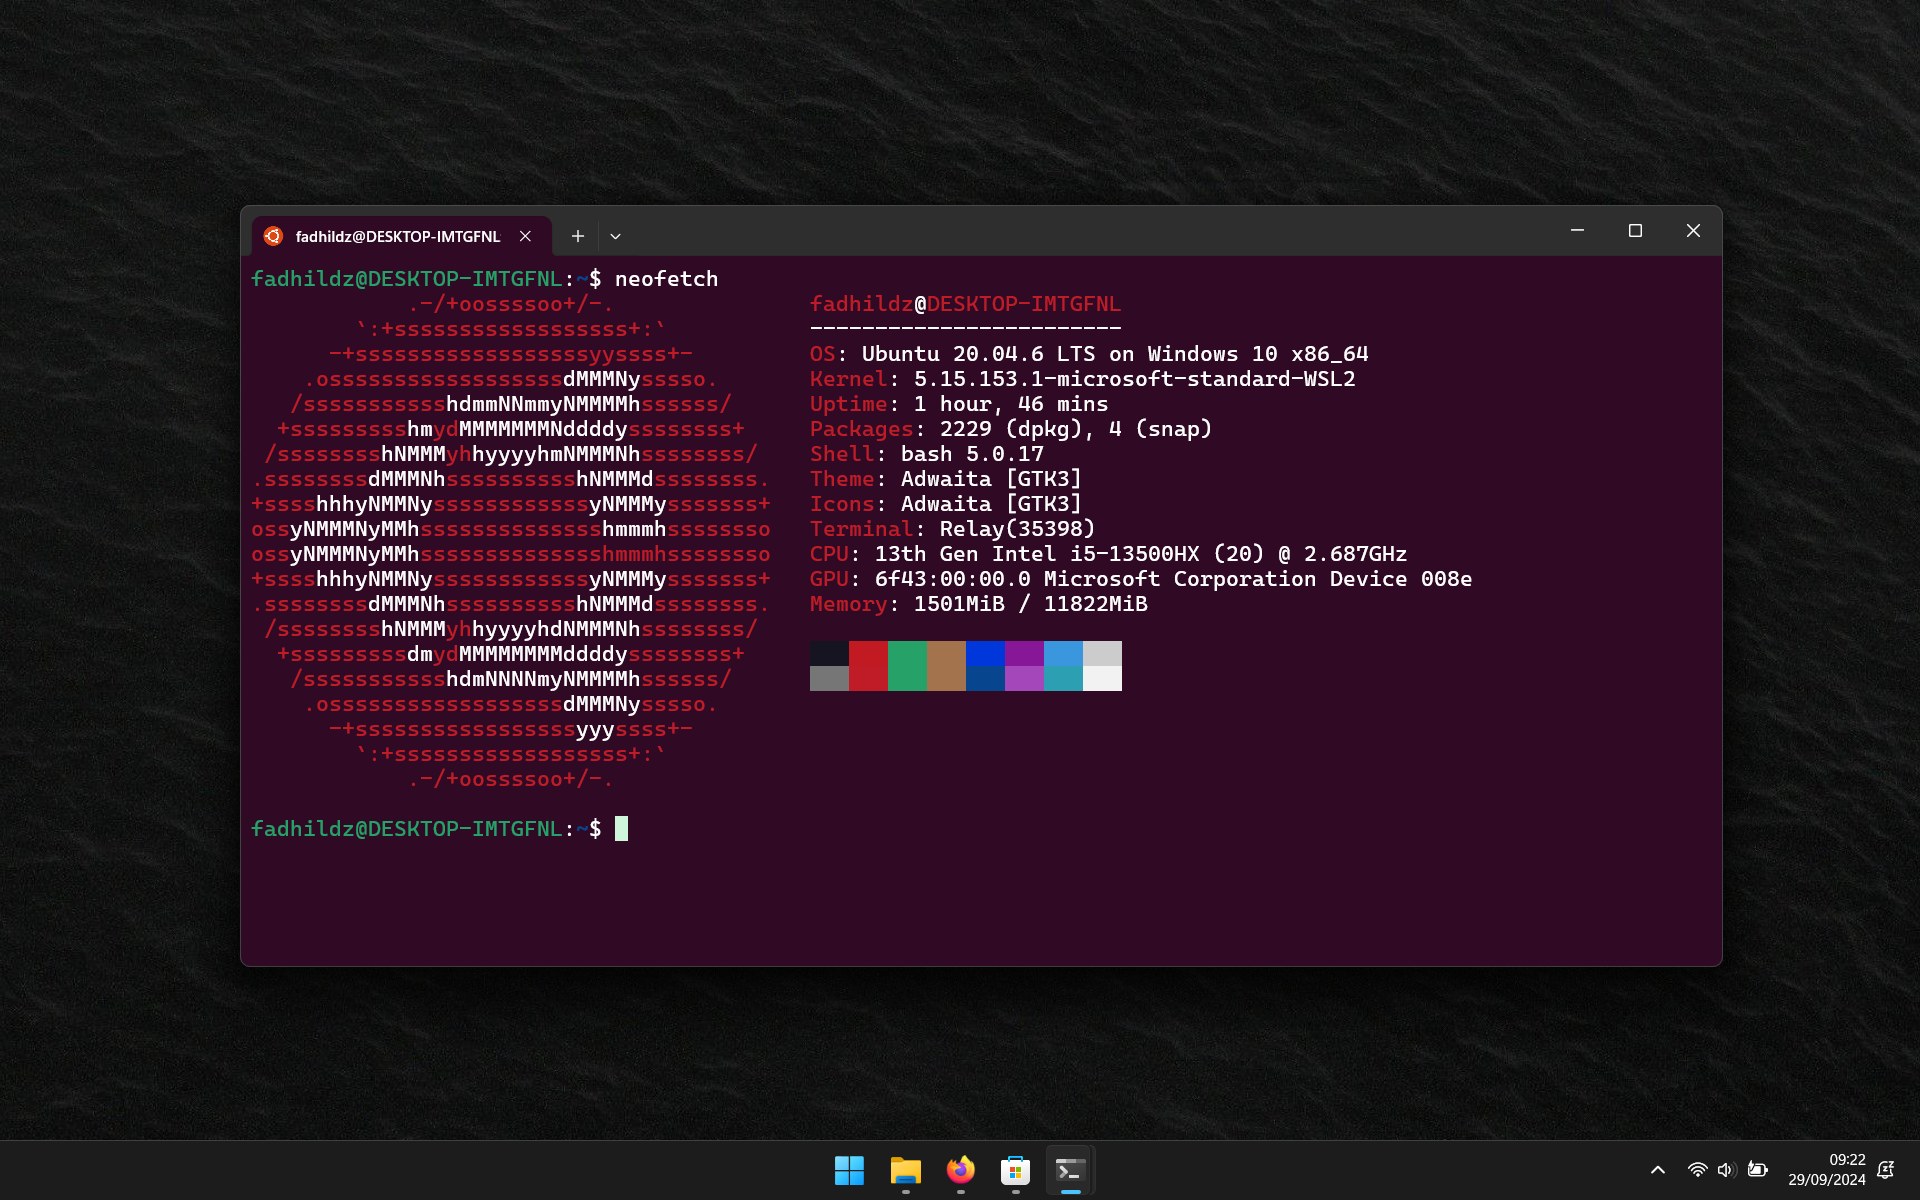 fadhildz@DESKTOP-IMTGFNL
fadhildz@DESKTOP-IMTGFNL:~$ neofetch
.-/+oossssoo+/-.
`:+ssssssssssssssssss+:`
-+ssssssssssssssssssyyssss+-
.ossssssssssssssssssdMMMNysssso.
/ssssssssssshdmmNNmmyNMMMMhssssss/
+ssssssssshmydMMMMMMMNddddyssssssss+
/sssssssshNMMMyhhyyyyhmNMMMNhssssssss/
.ssssssssdMMMNhsssssssssshNMMMdssssssss.
+sssshhhyNMMNyssssssssssssyNMMMysssssss+
ossyNMMMNyMMhsssssssssssssshmmmhssssssso
ossyNMMMNyMMhsssssssssssssshmmmhssssssso
+sssshhhyNMMNyssssssssssssyNMMMysssssss+
.ssssssssdMMMNhsssssssssshNMMMdssssssss.
/sssssssshNMMMyhhyyyyhdNMMMNhssssssss/
+sssssssssdmydMMMMMMMMddddyssssssss+
/ssssssssssshdmNNNNmyNMMMMhssssss/
.ossssssssssssssssssdMMMNysssso.
-+sssssssssssssssssyyyssss+-
`:+ssssssssssssssssss+:`
.-/+oossssoo+/-.
fadhildz@DESKTOP-IMTGFNL
------------------------
OS: Ubuntu 20.04.6 LTS on Windows 10 x86_64
Kernel: 5.15.153.1-microsoft-standard-WSL2
Uptime: 1 hour, 46 mins
Packages: 2229 (dpkg), 4 (snap)
Shell: bash 5.0.17
Theme: Adwaita [GTK3]
Icons: Adwaita [GTK3]
Terminal: Relay(35398)
CPU: 13th Gen Intel i5-13500HX (20) @ 2.687GHz
GPU: 6f43:00:00.0 Microsoft Corporation Device 008e
Memory: 1501MiB / 11822MiB
fadhildz@DESKTOP-IMTGFNL:~$
09:22
29/09/2024